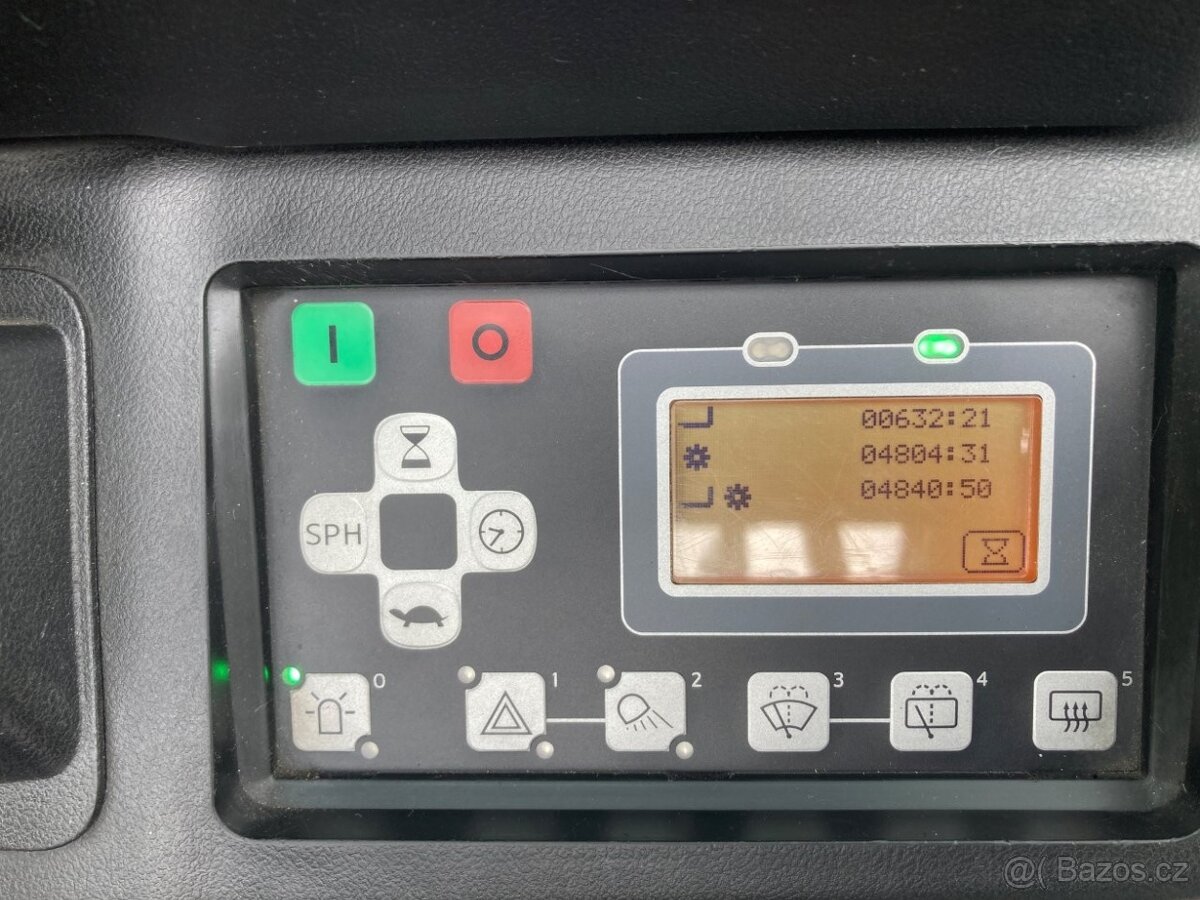 I O
00632:21
04804:31
04840:50
SPH
0 1 2 3 4 5
@( Bazos.cz